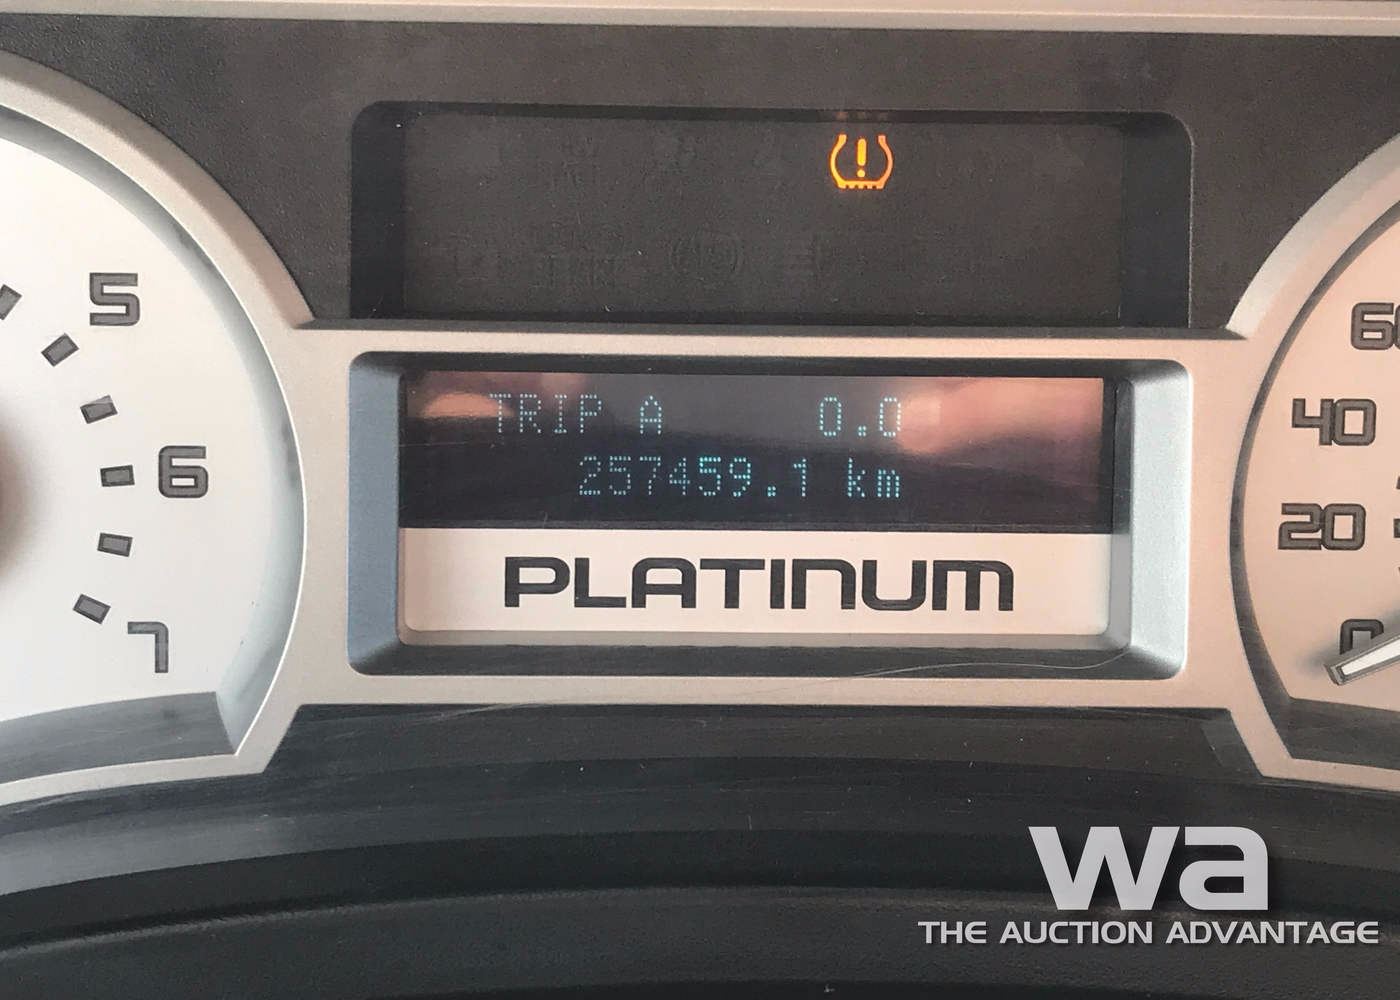 5
6
7
TRIP A 0.0
257459.1 km
PLATINUM
60
40
20
0
wa
THE AUCTION ADVANTAGE